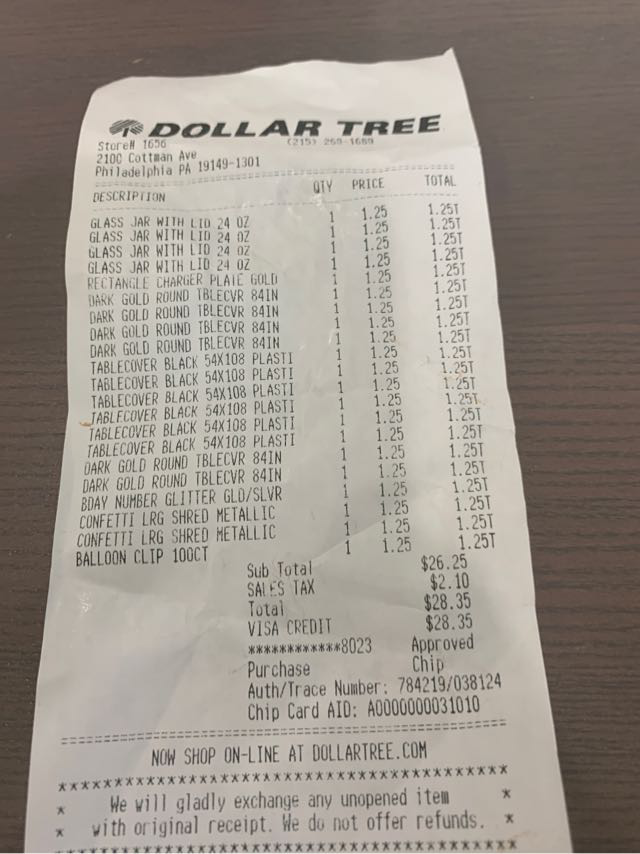 DOLLAR TREE
Store# 1656 (215) 268-1689
2100 Cottman Ave
Philadelphia PA 19149-1301
DESCRIPTION QTY PRICE TOTAL
GLASS JAR WITH LID 24 OZ 1 1.25 1.25T
GLASS JAR WITH LID 24 OZ 1 1.25 1.25T
GLASS JAR WITH LID 24 OZ 1 1.25 1.25T
GLASS JAR WITH LID 24 OZ 1 1.25 1.25T
RECTANGLE CHARGER PLATE GOLD 1 1.25 1.25T
DARK GOLD ROUND TBLECVR 84IN 1 1.25 1.25T
DARK GOLD ROUND TBLECVR 84IN 1 1.25 1.25T
DARK GOLD ROUND TBLECVR 84IN 1 1.25 1.25T
DARK GOLD ROUND TBLECVR 84IN 1 1.25 1.25T
TABLECOVER BLACK 54X108 PLASTI 1 1.25 1.25T
TABLECOVER BLACK 54X108 PLASTI 1 1.25 1.25T
TABLECOVER BLACK 54X108 PLASTI 1 1.25 1.25T
TABLECOVER BLACK 54X108 PLASTI 1 1.25 1.25T
TABLECOVER BLACK 54X108 PLASTI 1 1.25 1.25T
TABLECOVER BLACK 54X108 PLASTI 1 1.25 1.25T
DARK GOLD ROUND TBLECVR 84IN 1 1.25 1.25T
DARK GOLD ROUND TBLECVR 84IN 1 1.25 1.25T
BDAY NUMBER GLITTER GLD/SLVR 1 1.25 1.25T
CONFETTI LRG SHRED METALLIC 1 1.25 1.25T
CONFETTI LRG SHRED METALLIC 1 1.25 1.25T
BALLOON CLIP 100CT 1 1.25 1.25T
Sub Total $26.25
SALES TAX $2.10
Total $28.35
VISA CREDIT $28.35
************8023 Approved
Purchase Chip
Auth/Trace Number: 784219/038124
Chip Card AID: A0000000031010
NOW SHOP ON-LINE AT DOLLARTREE.COM
* We will gladly exchange any unopened item *
* with original receipt. We do not offer refunds. *